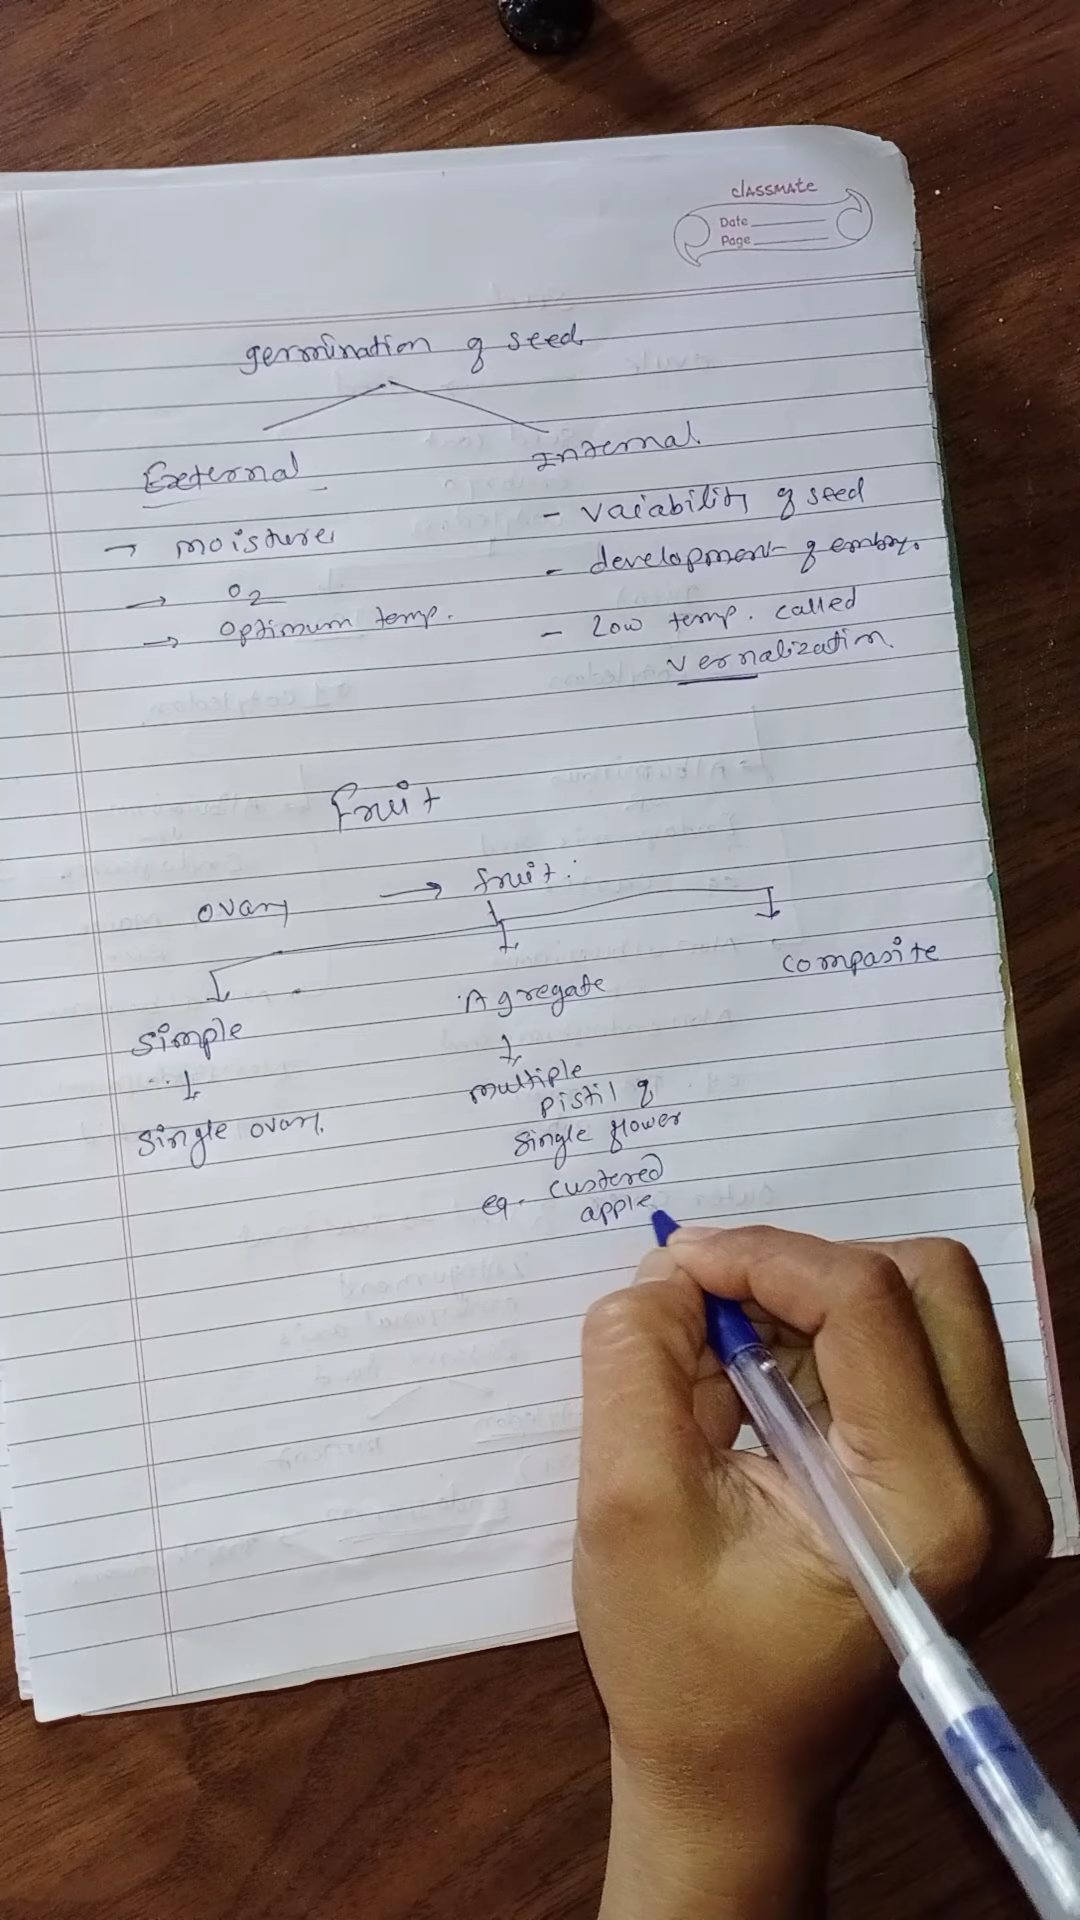 classmate
Date
Page
germination of seed
External
Internal
→ moisture
→ O2
→ Optimum temp.
- vaiability of seed
- development of embryo.
- Low temp. called
vernalization
Fruit
ovary → fruit.
Simple
Single ovary.
Agregate
multiple
pistil of
single flower
eg. custered
apple
composite